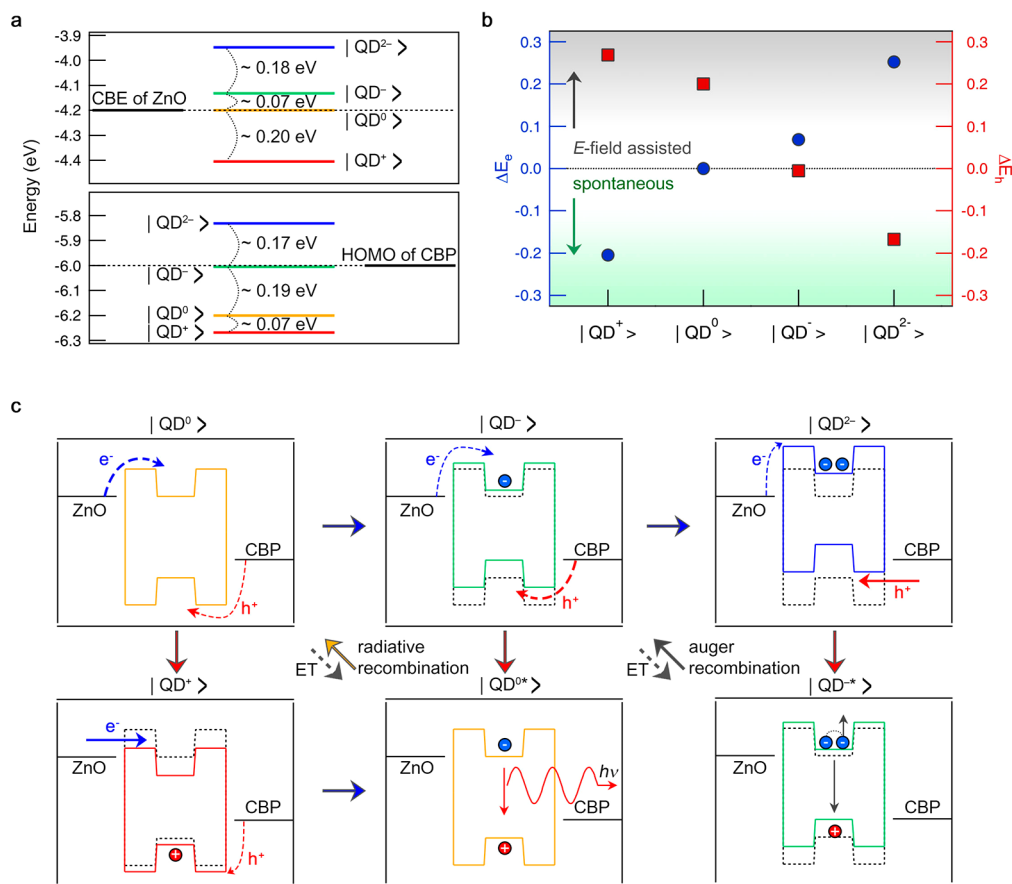 a
-3.9
-4.0
-4.1
-4.2
-4.3
-4.4
-5.8
-5.9
-6.0
-6.1
-6.2
-6.3
Energy (eV)
CBE of ZnO
| QD2– ⟩
~ 0.18 eV
| QD– ⟩
~ 0.07 eV
| QD0 ⟩
~ 0.20 eV
| QD+ ⟩
| QD2– ⟩
~ 0.17 eV
HOMO of CBP
| QD– ⟩
~ 0.19 eV
| QD0 ⟩
~ 0.07 eV
| QD+ ⟩
b
0.3
0.2
0.1
0.0
-0.1
-0.2
-0.3
ΔEe
E-field assisted
spontaneous
0.3
0.2
0.1
0.0
-0.1
-0.2
-0.3
ΔEh
| QD+ >
| QD0 >
| QD- >
| QD2- >
c
| QD0 ⟩
e-
ZnO
CBP
h+
| QD– ⟩
e-
ZnO
CBP
h+
| QD2– ⟩
e-
ZnO
- -
CBP
h+
radiative
recombination
ET
auger
recombination
ET
| QD+ ⟩
e-
ZnO
CBP
+
h+
| QD0* ⟩
-
ZnO
hν
CBP
+
| QD–* ⟩
- -
ZnO
CBP
+